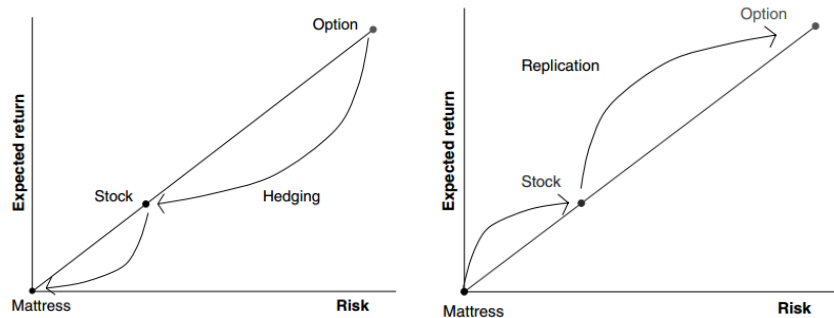 Option
Expected return
Stock
Hedging
Mattress
Risk
Option
Replication
Expected return
Stock
Mattress
Risk